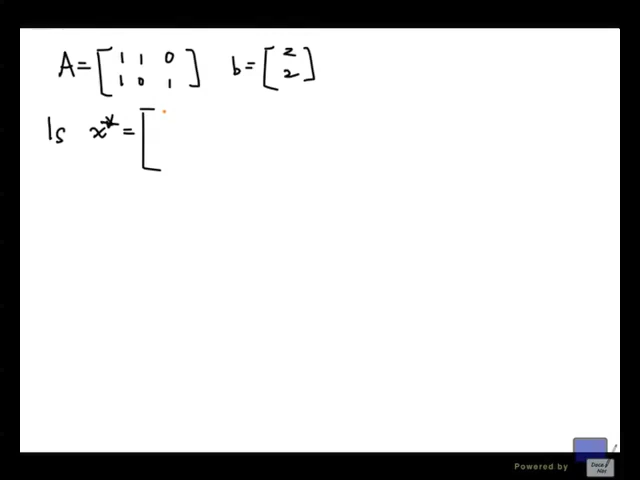 A = [ 1 1 0 b = [ 2
1 0 1 ] 2 ]
Is x* = [
Powered by